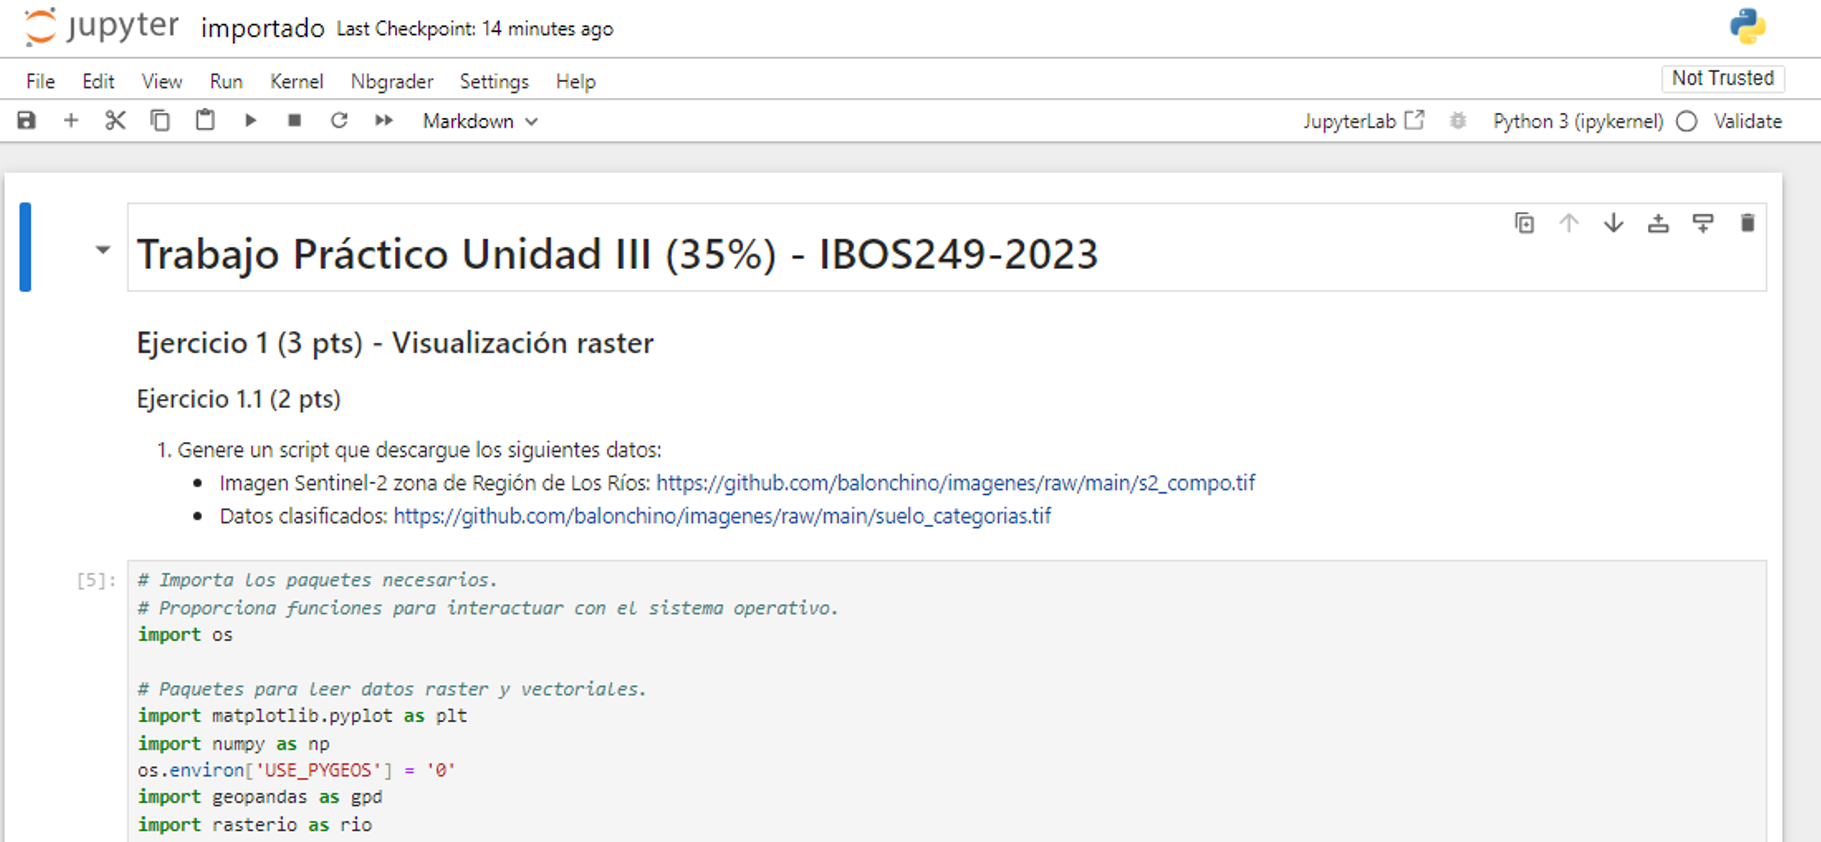 jupyter importado Last Checkpoint: 14 minutes ago
File Edit View Run Kernel Nbgrader Settings Help Not Trusted
Markdown JupyterLab Python 3 (ipykernel) Validate
Trabajo Práctico Unidad III (35%) - IBOS249-2023
Ejercicio 1 (3 pts) - Visualización raster
Ejercicio 1.1 (2 pts)
1. Genere un script que descargue los siguientes datos:
• Imagen Sentinel-2 zona de Región de Los Ríos: https://github.com/balonchino/imagenes/raw/main/s2_compo.tif
• Datos clasificados: https://github.com/balonchino/imagenes/raw/main/suelo_categorias.tif
[5]: # Importa los paquetes necesarios.
# Proporciona funciones para interactuar con el sistema operativo.
import os
# Paquetes para leer datos raster y vectoriales.
import matplotlib.pyplot as plt
import numpy as np
os.environ['USE_PYGEOS'] = '0'
import geopandas as gpd
import rasterio as rio